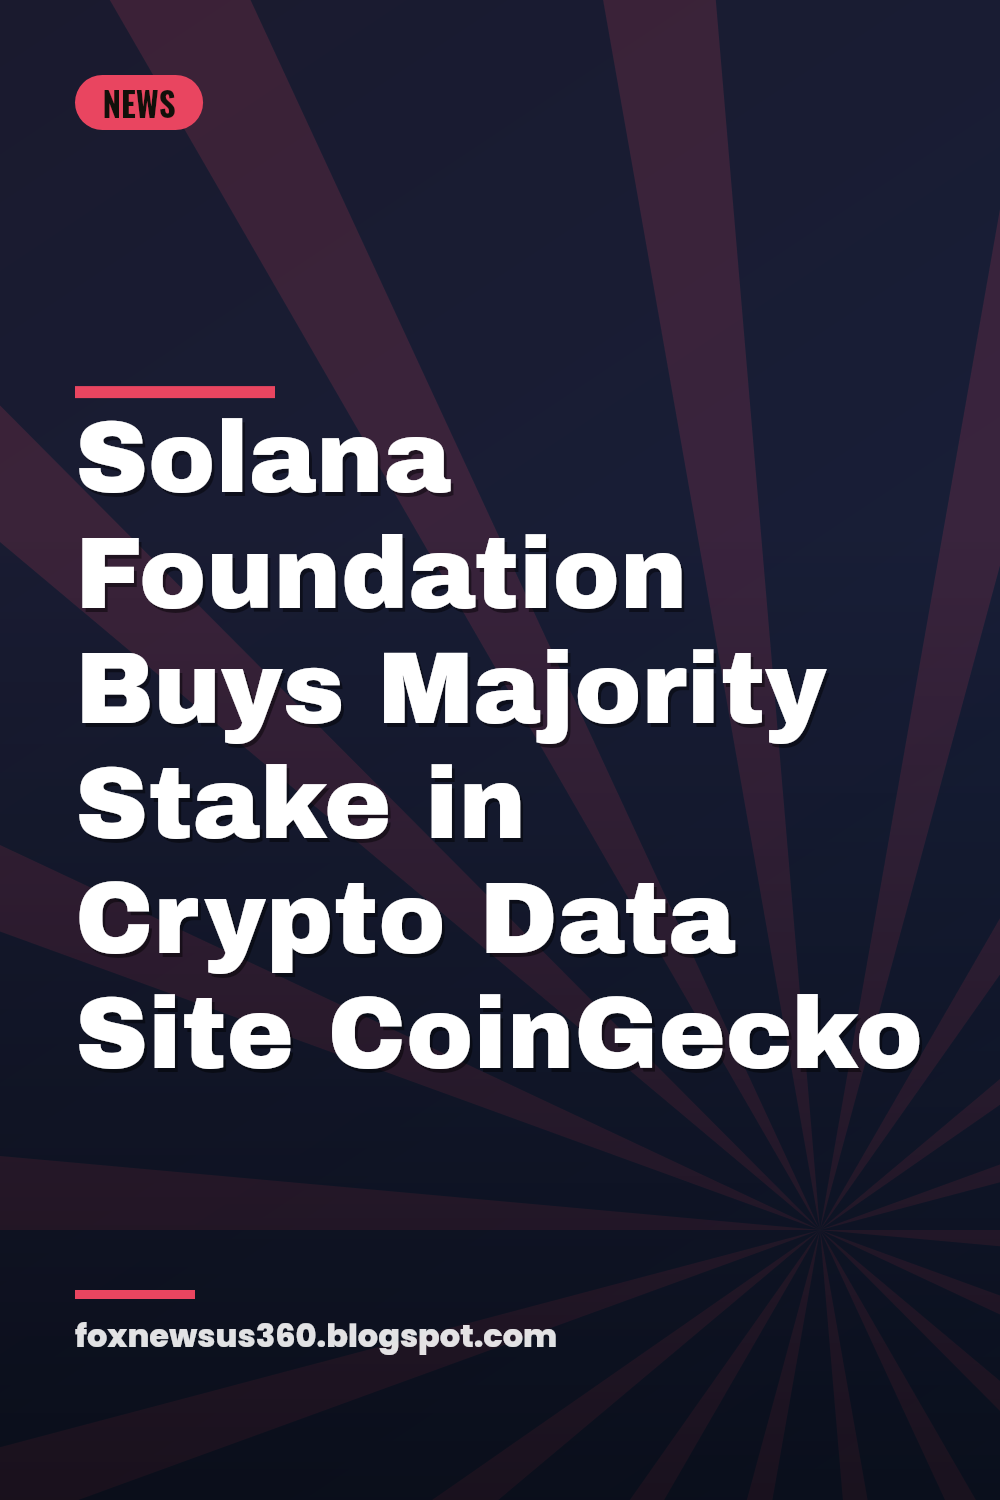 NEWS
Solana
Foundation
Buys Majority
Stake in
Crypto Data
Site CoinGecko
foxnewsus360.blogspot.com